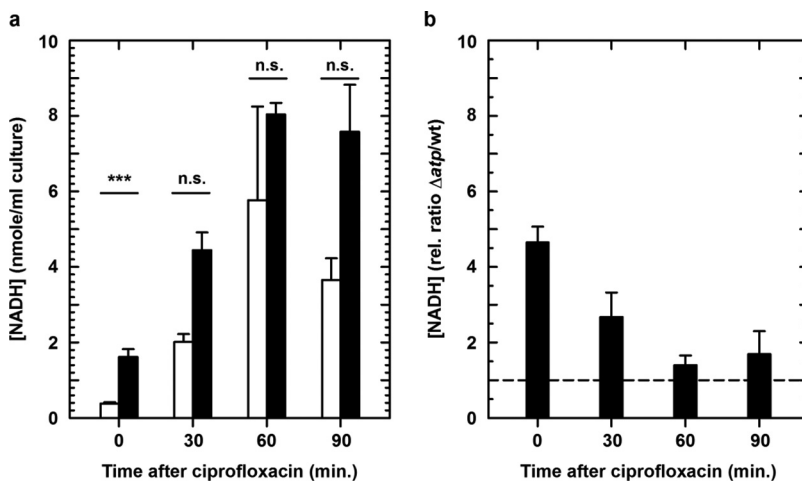 a
[NADH] (nmole/ml culture)
10
8
6
4
2
0
***
n.s.
n.s.
n.s.
0
30
60
90
Time after ciprofloxacin (min.)
b
[NADH] (rel. ratio Δatp/wt)
10
8
6
4
2
0
0
30
60
90
Time after ciprofloxacin (min.)